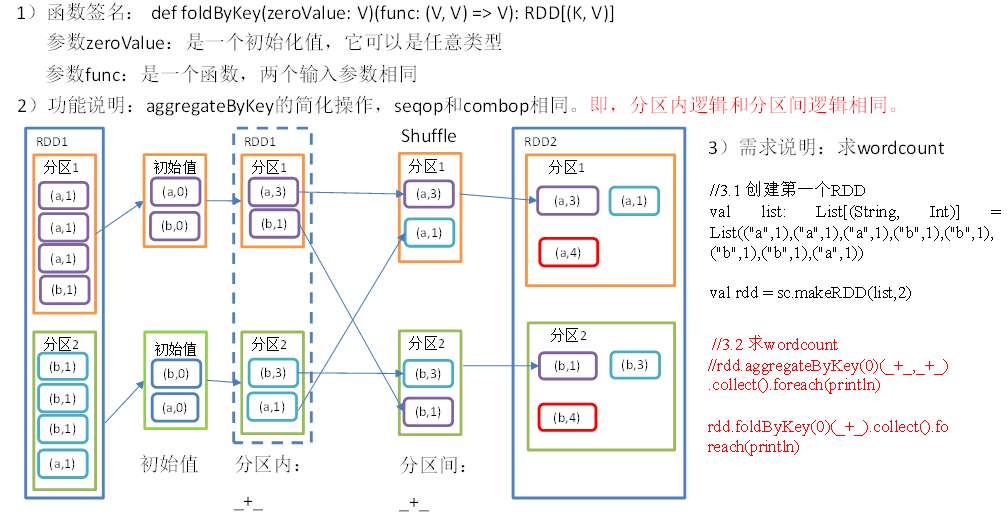 1）函数签名： def foldByKey(zeroValue: V)(func: (V, V) => V): RDD[(K, V)]
参数zeroValue：是一个初始化值，它可以是任意类型
参数func：是一个函数，两个输入参数相同
2）功能说明：aggregateByKey的简化操作，seqop和combop相同。即，分区内逻辑和分区间逻辑相同。
RDD1
分区1
(a,1)
(a,1)
(a,1)
(b,1)
分区2
(b,1)
(b,1)
(b,1)
(a,1)
初始值
(a,0)
(b,0)
初始值
(b,0)
(a,0)
初始值
RDD1
分区1
(a,3)
(b,1)
分区2
(b,3)
(a,1)
分区内：
_+_
Shuffle
分区1
(a,3)
(a,1)
分区2
(b,3)
(b,1)
分区间：
_+_
RDD2
分区1
(a,3)
(a,1)
(a,4)
分区2
(b,1)
(b,3)
(b,4)
3）需求说明：求wordcount
//3.1 创建第一个RDD
val list: List[(String, Int)] =
List(("a",1),("a",1),("a",1),("b",1),("b",1),
("b",1),("b",1),("a",1))
val rdd = sc.makeRDD(list,2)
//3.2 求wordcount
//rdd.aggregateByKey(0)(_+_,_+_)
.collect().foreach(println)
rdd.foldByKey(0)(_+_).collect().fo
reach(println)